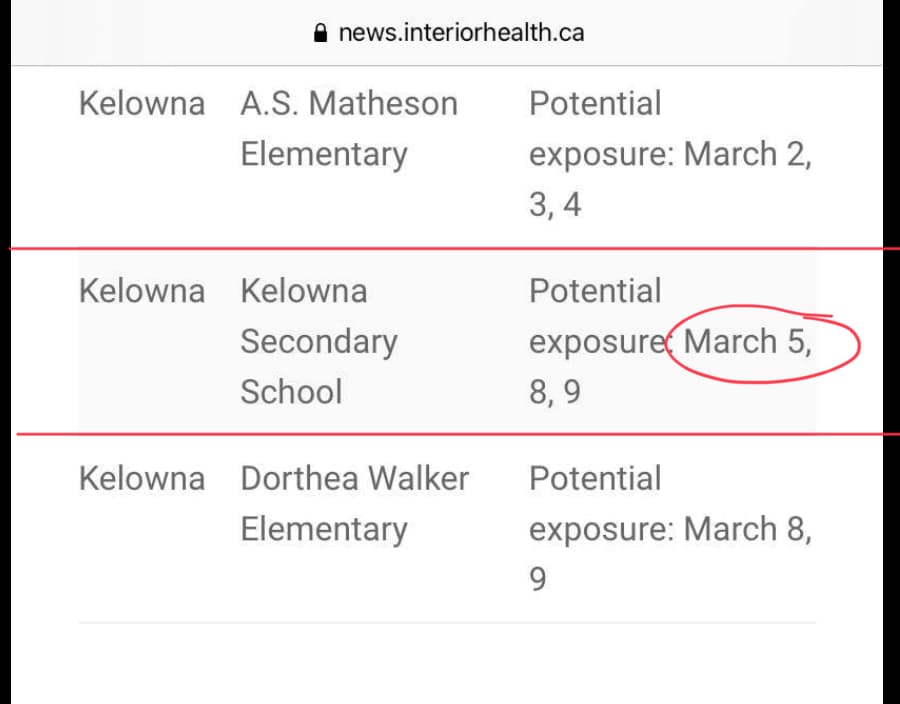 news.interiorhealth.ca
Kelowna A.S. Matheson Potential
Elementary exposure: March 2,
3, 4
Kelowna Kelowna Potential
Secondary exposure: March 5,
School 8, 9
Kelowna Dorthea Walker Potential
Elementary exposure: March 8,
9